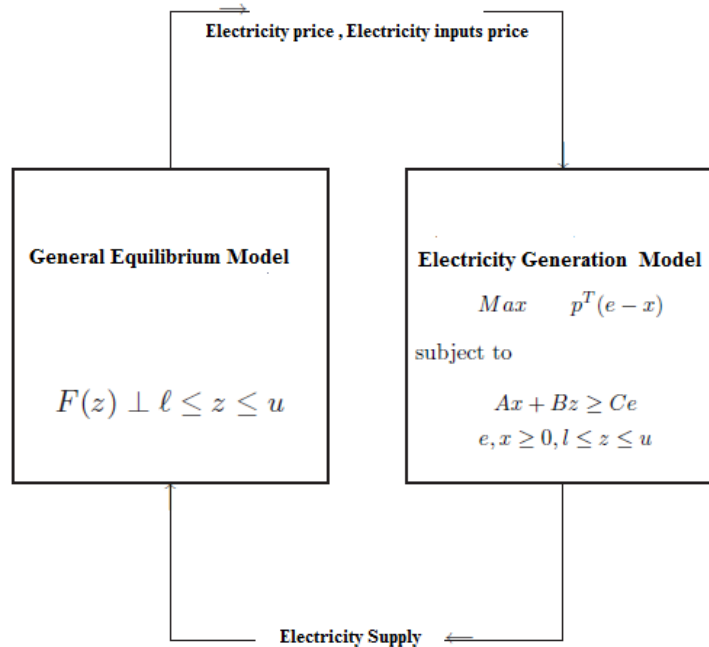 Electricity price , Electricity inputs price
General Equilibrium Model
F(z) ⊥ ℓ ≤ z ≤ u
Electricity Generation Model
Max p^T(e − x)
subject to
Ax + Bz ≥ Ce
e, x ≥ 0, l ≤ z ≤ u
Electricity Supply